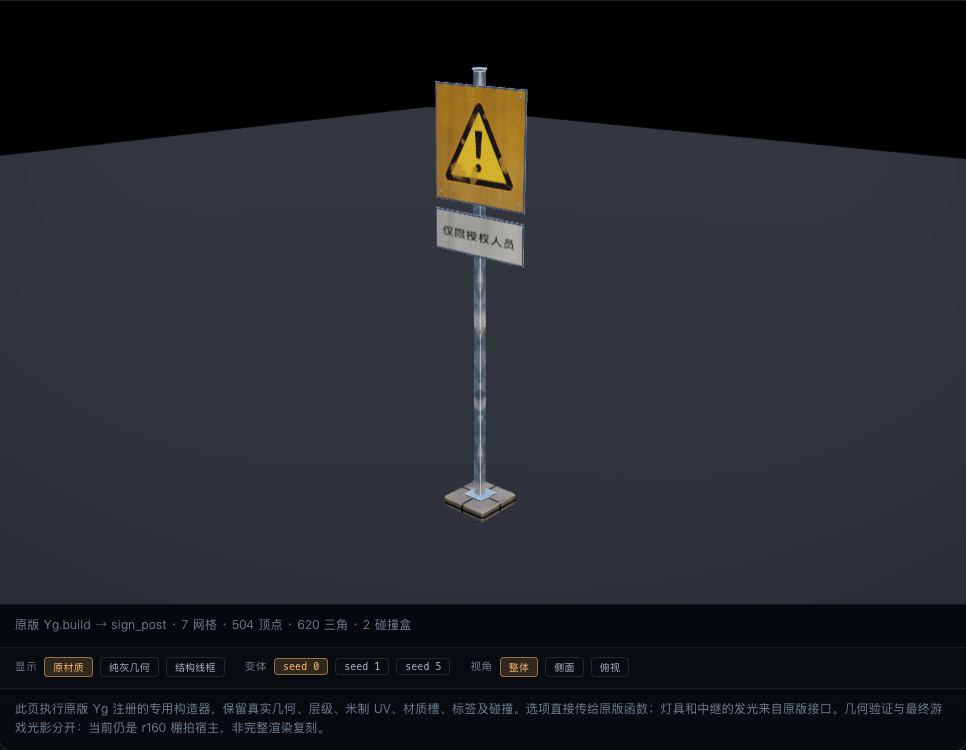 !
仅限授权人员
原版 Yg.build → sign_post · 7 网格 · 504 顶点 · 620 三角 · 2 碰撞盒
显示 原材质 纯灰几何 结构线框 变体 seed 0 seed 1 seed 5 视角 整体 侧面 俯视
此页执行原版 Yg 注册的专用构造器，保留真实几何、层级、米制 UV、材质槽、标签及碰撞。选项直接传给原版函数；灯具和中继的发光来自原版接口。几何验证与最终游
戏光影分开：当前仍是 r160 棚拍宿主，非完整渲染复刻。